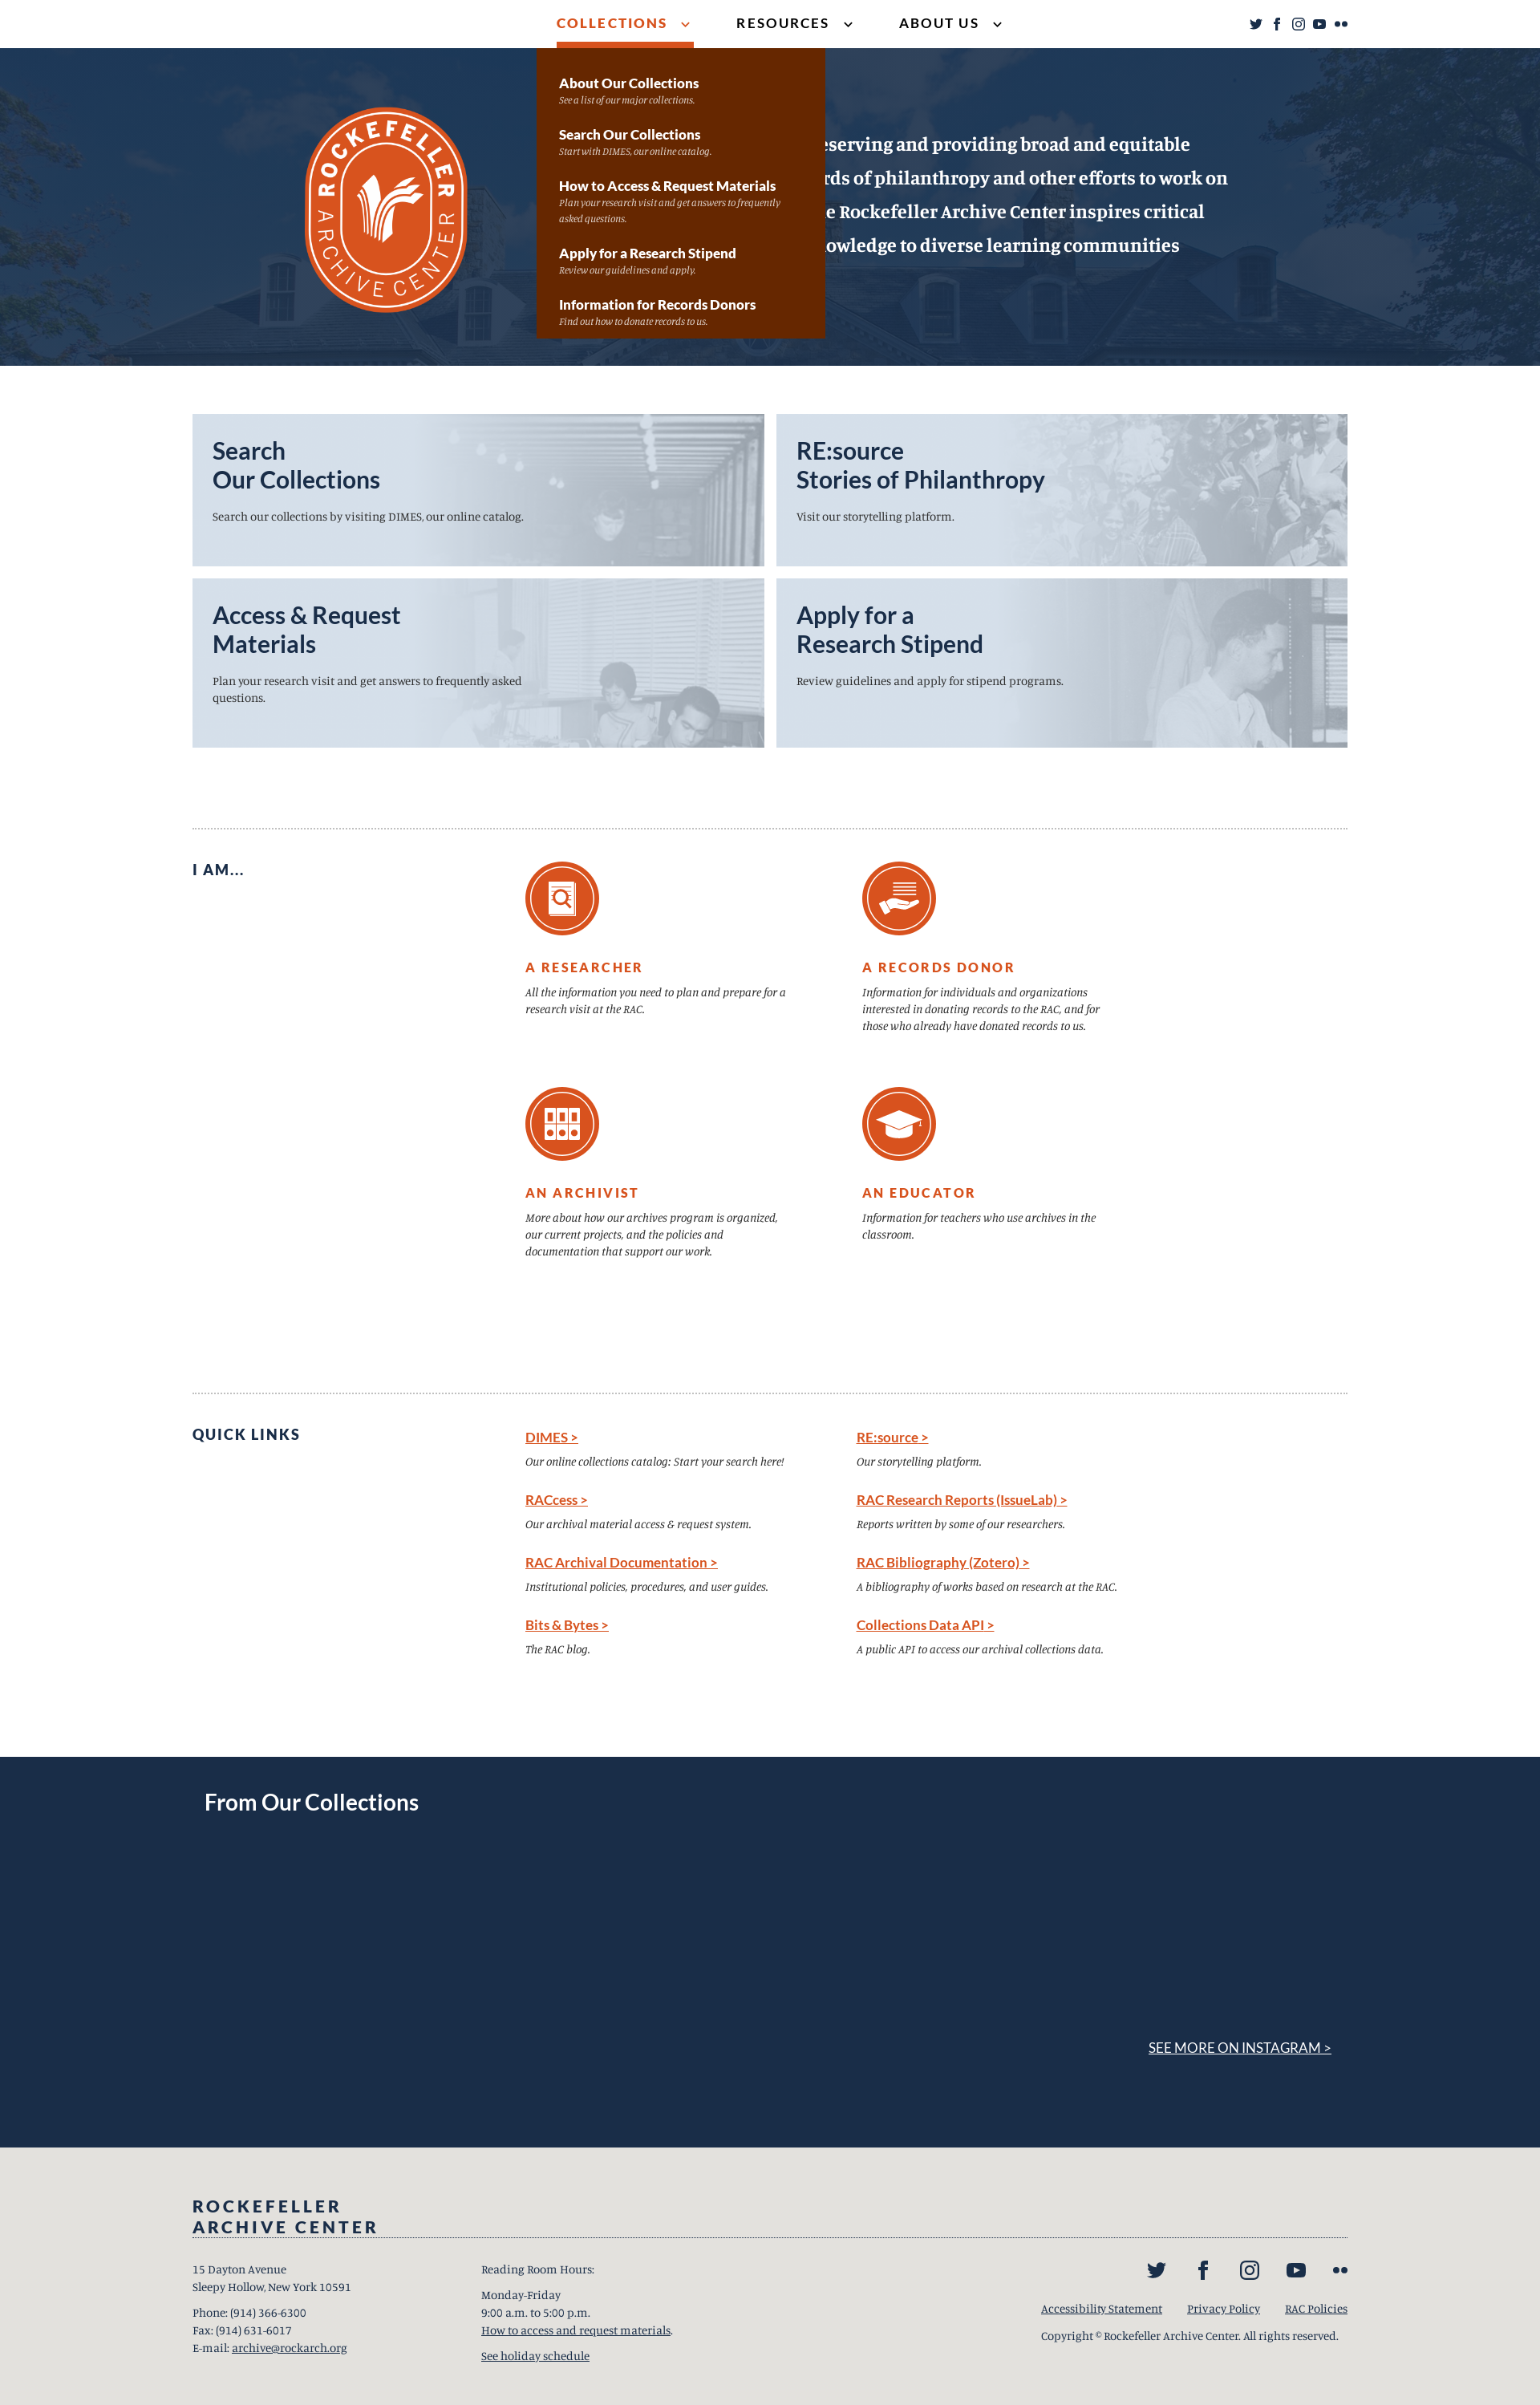 COLLECTIONS
RESOURCES
ABOUT US
About Our Collections
See a list of our major collections.
Search Our Collections
Start with DIMES, our online catalog.
How to Access & Request Materials
Plan your research visit and get answers to frequently
asked questions.
Apply for a Research Stipend
Review our guidelines and apply.
Information for Records Donors
Find out how to donate records to us.
ROCKEFELLER
ARCHIVE CENTER
eserving and providing broad and equitable
rds of philanthropy and other efforts to work on
e Rockefeller Archive Center inspires critical
owledge to diverse learning communities
Search
Our Collections
Search our collections by visiting DIMES, our online catalog.
RE:source
Stories of Philanthropy
Visit our storytelling platform.
Access & Request
Materials
Plan your research visit and get answers to frequently asked
questions.
Apply for a
Research Stipend
Review guidelines and apply for stipend programs.
I AM...
A RESEARCHER
All the information you need to plan and prepare for a
research visit at the RAC.
A RECORDS DONOR
Information for individuals and organizations
interested in donating records to the RAC, and for
those who already have donated records to us.
AN ARCHIVIST
More about how our archives program is organized,
our current projects, and the policies and
documentation that support our work.
AN EDUCATOR
Information for teachers who use archives in the
classroom.
QUICK LINKS
DIMES >
Our online collections catalog: Start your search here!
RE:source >
Our storytelling platform.
RACcess >
Our archival material access & request system.
RAC Research Reports (IssueLab) >
Reports written by some of our researchers.
RAC Archival Documentation >
Institutional policies, procedures, and user guides.
RAC Bibliography (Zotero) >
A bibliography of works based on research at the RAC.
Bits & Bytes >
The RAC blog.
Collections Data API >
A public API to access our archival collections data.
From Our Collections
SEE MORE ON INSTAGRAM >
ROCKEFELLER
ARCHIVE CENTER
15 Dayton Avenue
Sleepy Hollow, New York 10591
Phone: (914) 366-6300
Fax: (914) 631-6017
E-mail: archive@rockarch.org
Reading Room Hours:
Monday-Friday
9:00 a.m. to 5:00 p.m.
How to access and request materials.
See holiday schedule
Accessibility Statement
Privacy Policy
RAC Policies
Copyright © Rockefeller Archive Center. All rights reserved.